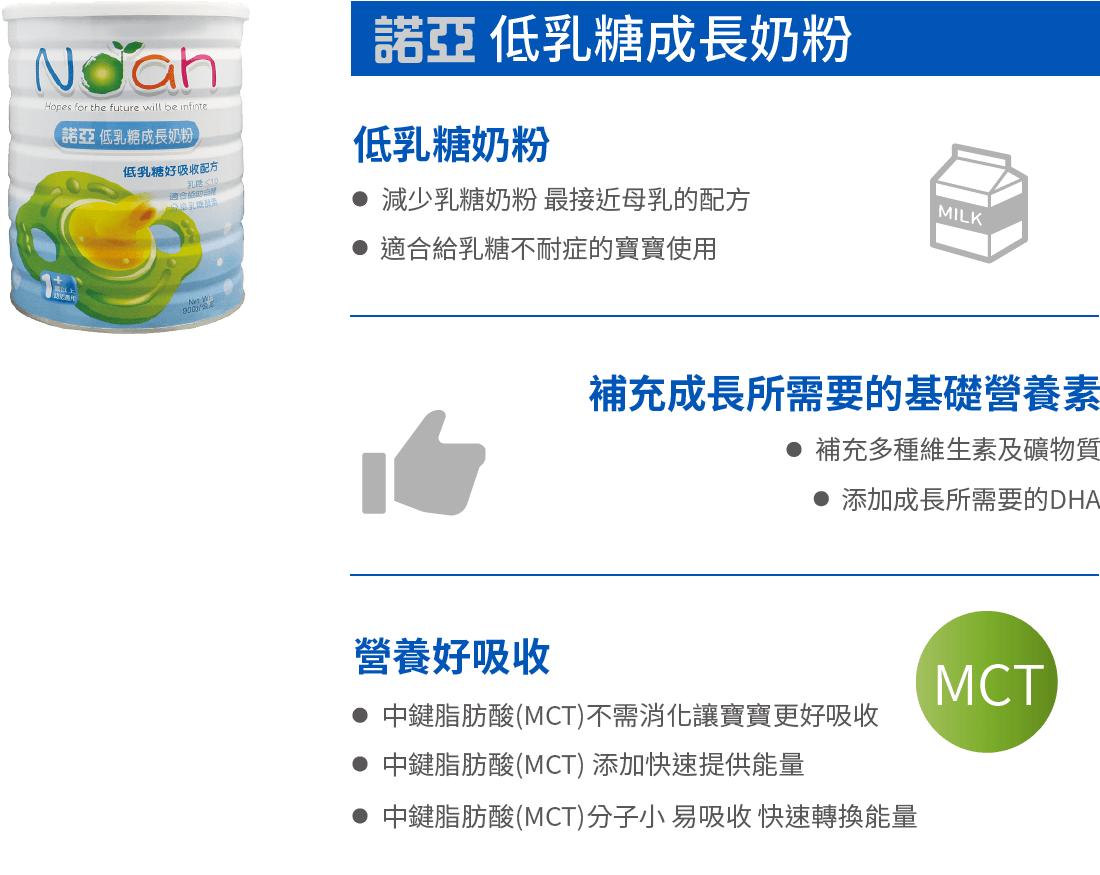 Noah
Hopes for the future will be infinite
諾亞 低乳糖成長奶粉
低乳糖好吸收配方
1+
諾亞 低乳糖成長奶粉
低乳糖奶粉
● 減少乳糖奶粉 最接近母乳的配方
● 適合給乳糖不耐症的寶寶使用
MILK
補充成長所需要的基礎營養素
● 補充多種維生素及礦物質
● 添加成長所需要的DHA
營養好吸收
● 中鍵脂肪酸(MCT)不需消化讓寶寶更好吸收
● 中鍵脂肪酸(MCT) 添加快速提供能量
● 中鍵脂肪酸(MCT)分子小 易吸收 快速轉換能量
MCT